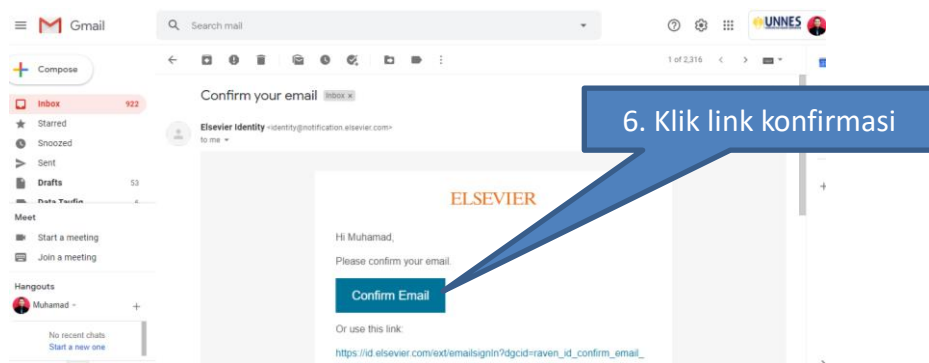 Gmail
Search mail
UNNES
Compose
1 of 2,316
Inbox 922
Confirm your email Inbox x
6. Klik link konfirmasi
Starred
Elsevier Identity <identity@notification.elsevier.com>
to me
Snoozed
Sent
Drafts 53
Data Taufiq 6
ELSEVIER
Meet
Start a meeting
Hi Muhamad,
Join a meeting
Please confirm your email.
Hangouts
Confirm Email
Muhamad
No recent chats
Start a new one
Or use this link:
https://id.elsevier.com/ext/emailsignIn?dgcid=raven_id_confirm_email_